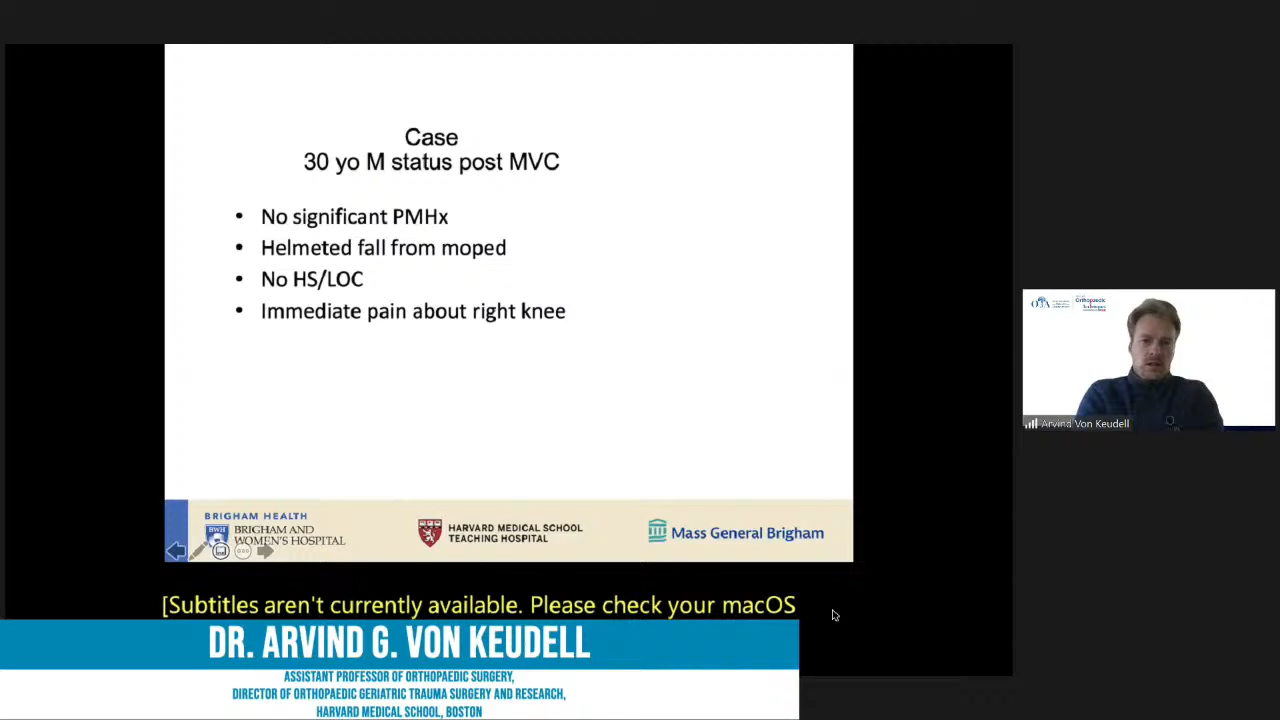 Case
30 yo M status post MVC
• No significant PMHx
• Helmeted fall from moped
• No HS/LOC
• Immediate pain about right knee
BRIGHAM HEALTH
BWH
BRIGHAM AND
WOMEN'S HOSPITAL
HARVARD MEDICAL SCHOOL
TEACHING HOSPITAL
Mass General Brigham
Orthopaedic
Arvind Von Keudell
[Subtitles aren't currently available. Please check your macOS
DR. ARVIND G. VON KEUDELL
ASSISTANT PROFESSOR OF ORTHOPAEDIC SURGERY,
DIRECTOR OF ORTHOPAEDIC GERIATRIC TRAUMA SURGERY AND RESEARCH,
HARVARD MEDICAL SCHOOL, BOSTON